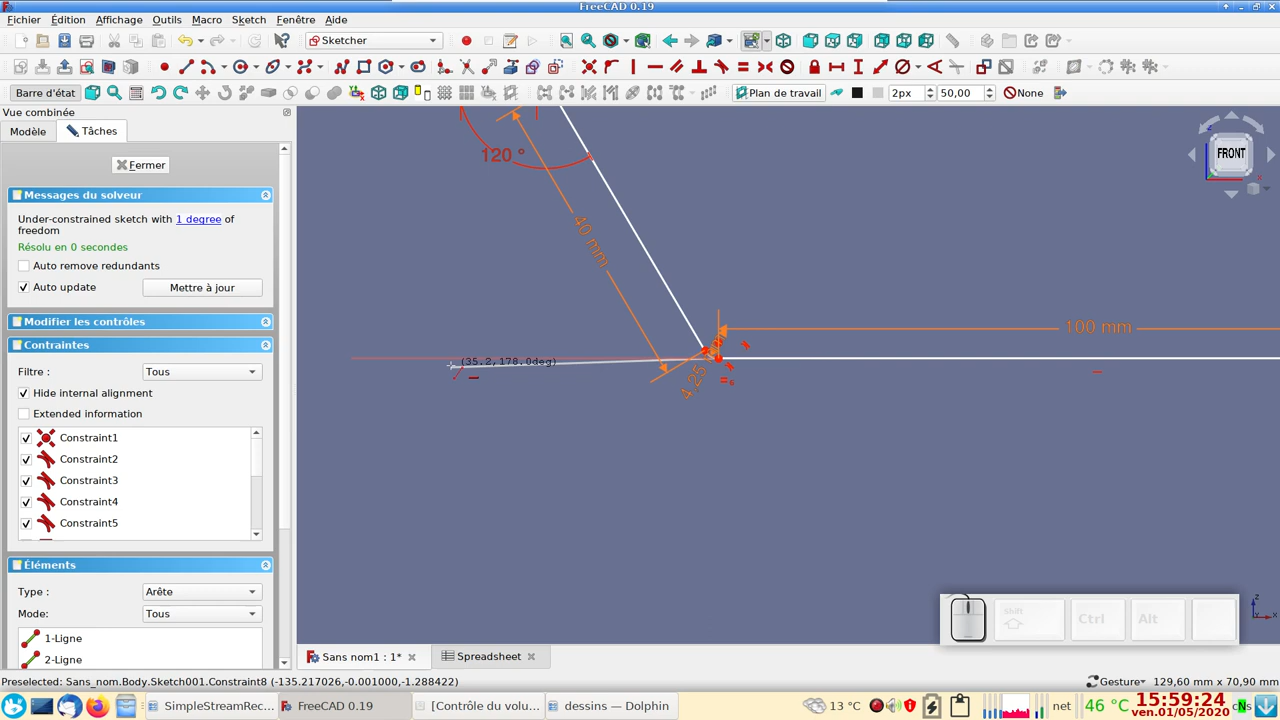 FreeCAD 0.19
Fichier Édition Affichage Outils Macro Sketch Fenêtre Aide
Sketcher
Barre d'état
Plan de travail
2px
50,00
None
Vue combinée
Modèle
Tâches
Fermer
Messages du solveur
Under-constrained sketch with 1 degree of
freedom
Résolu en 0 secondes
Auto remove redundants
Auto update
Mettre à jour
Modifier les contrôles
Contraintes
Filtre :
Tous
Hide internal alignment
Extended information
Constraint1
Constraint2
Constraint3
Constraint4
Constraint5
Éléments
Type :
Arête
Mode:
Tous
1-Ligne
2-Ligne
120 °
40 mm
(35.2,178.0deg)
100 mm
FRONT
Shift
Ctrl
Alt
Sans nom1 : 1*
Spreadsheet
Preselected: Sans_nom.Body.Sketch001.Constraint8 (-135.217026,-0.001000,-1.288422)
Gesture
129,60 mm x 70,90 mm
SimpleStreamRec...
FreeCAD 0.19
[Corrigé du volu...
dessins — Dolphin
13 °C
net
46 °C
15:59:24
ven.01/05/2020